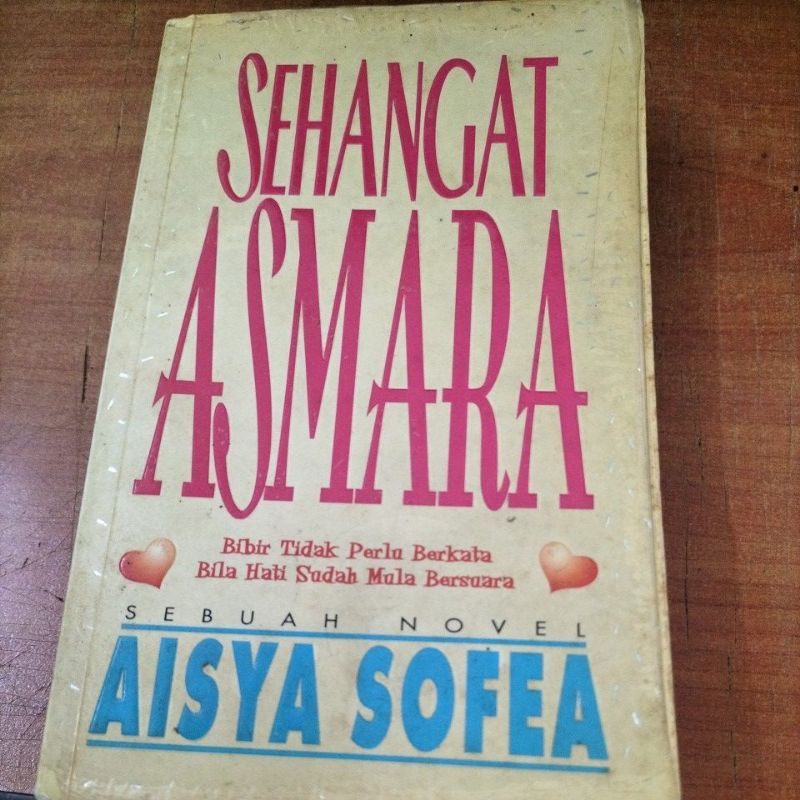 SEHANGAT
ASMARA
Bibir Tidak Perlu Berkata
Bila Hati Sudah Mula Bersuara
SEBUAH NOVEL
AISYA SOFEA